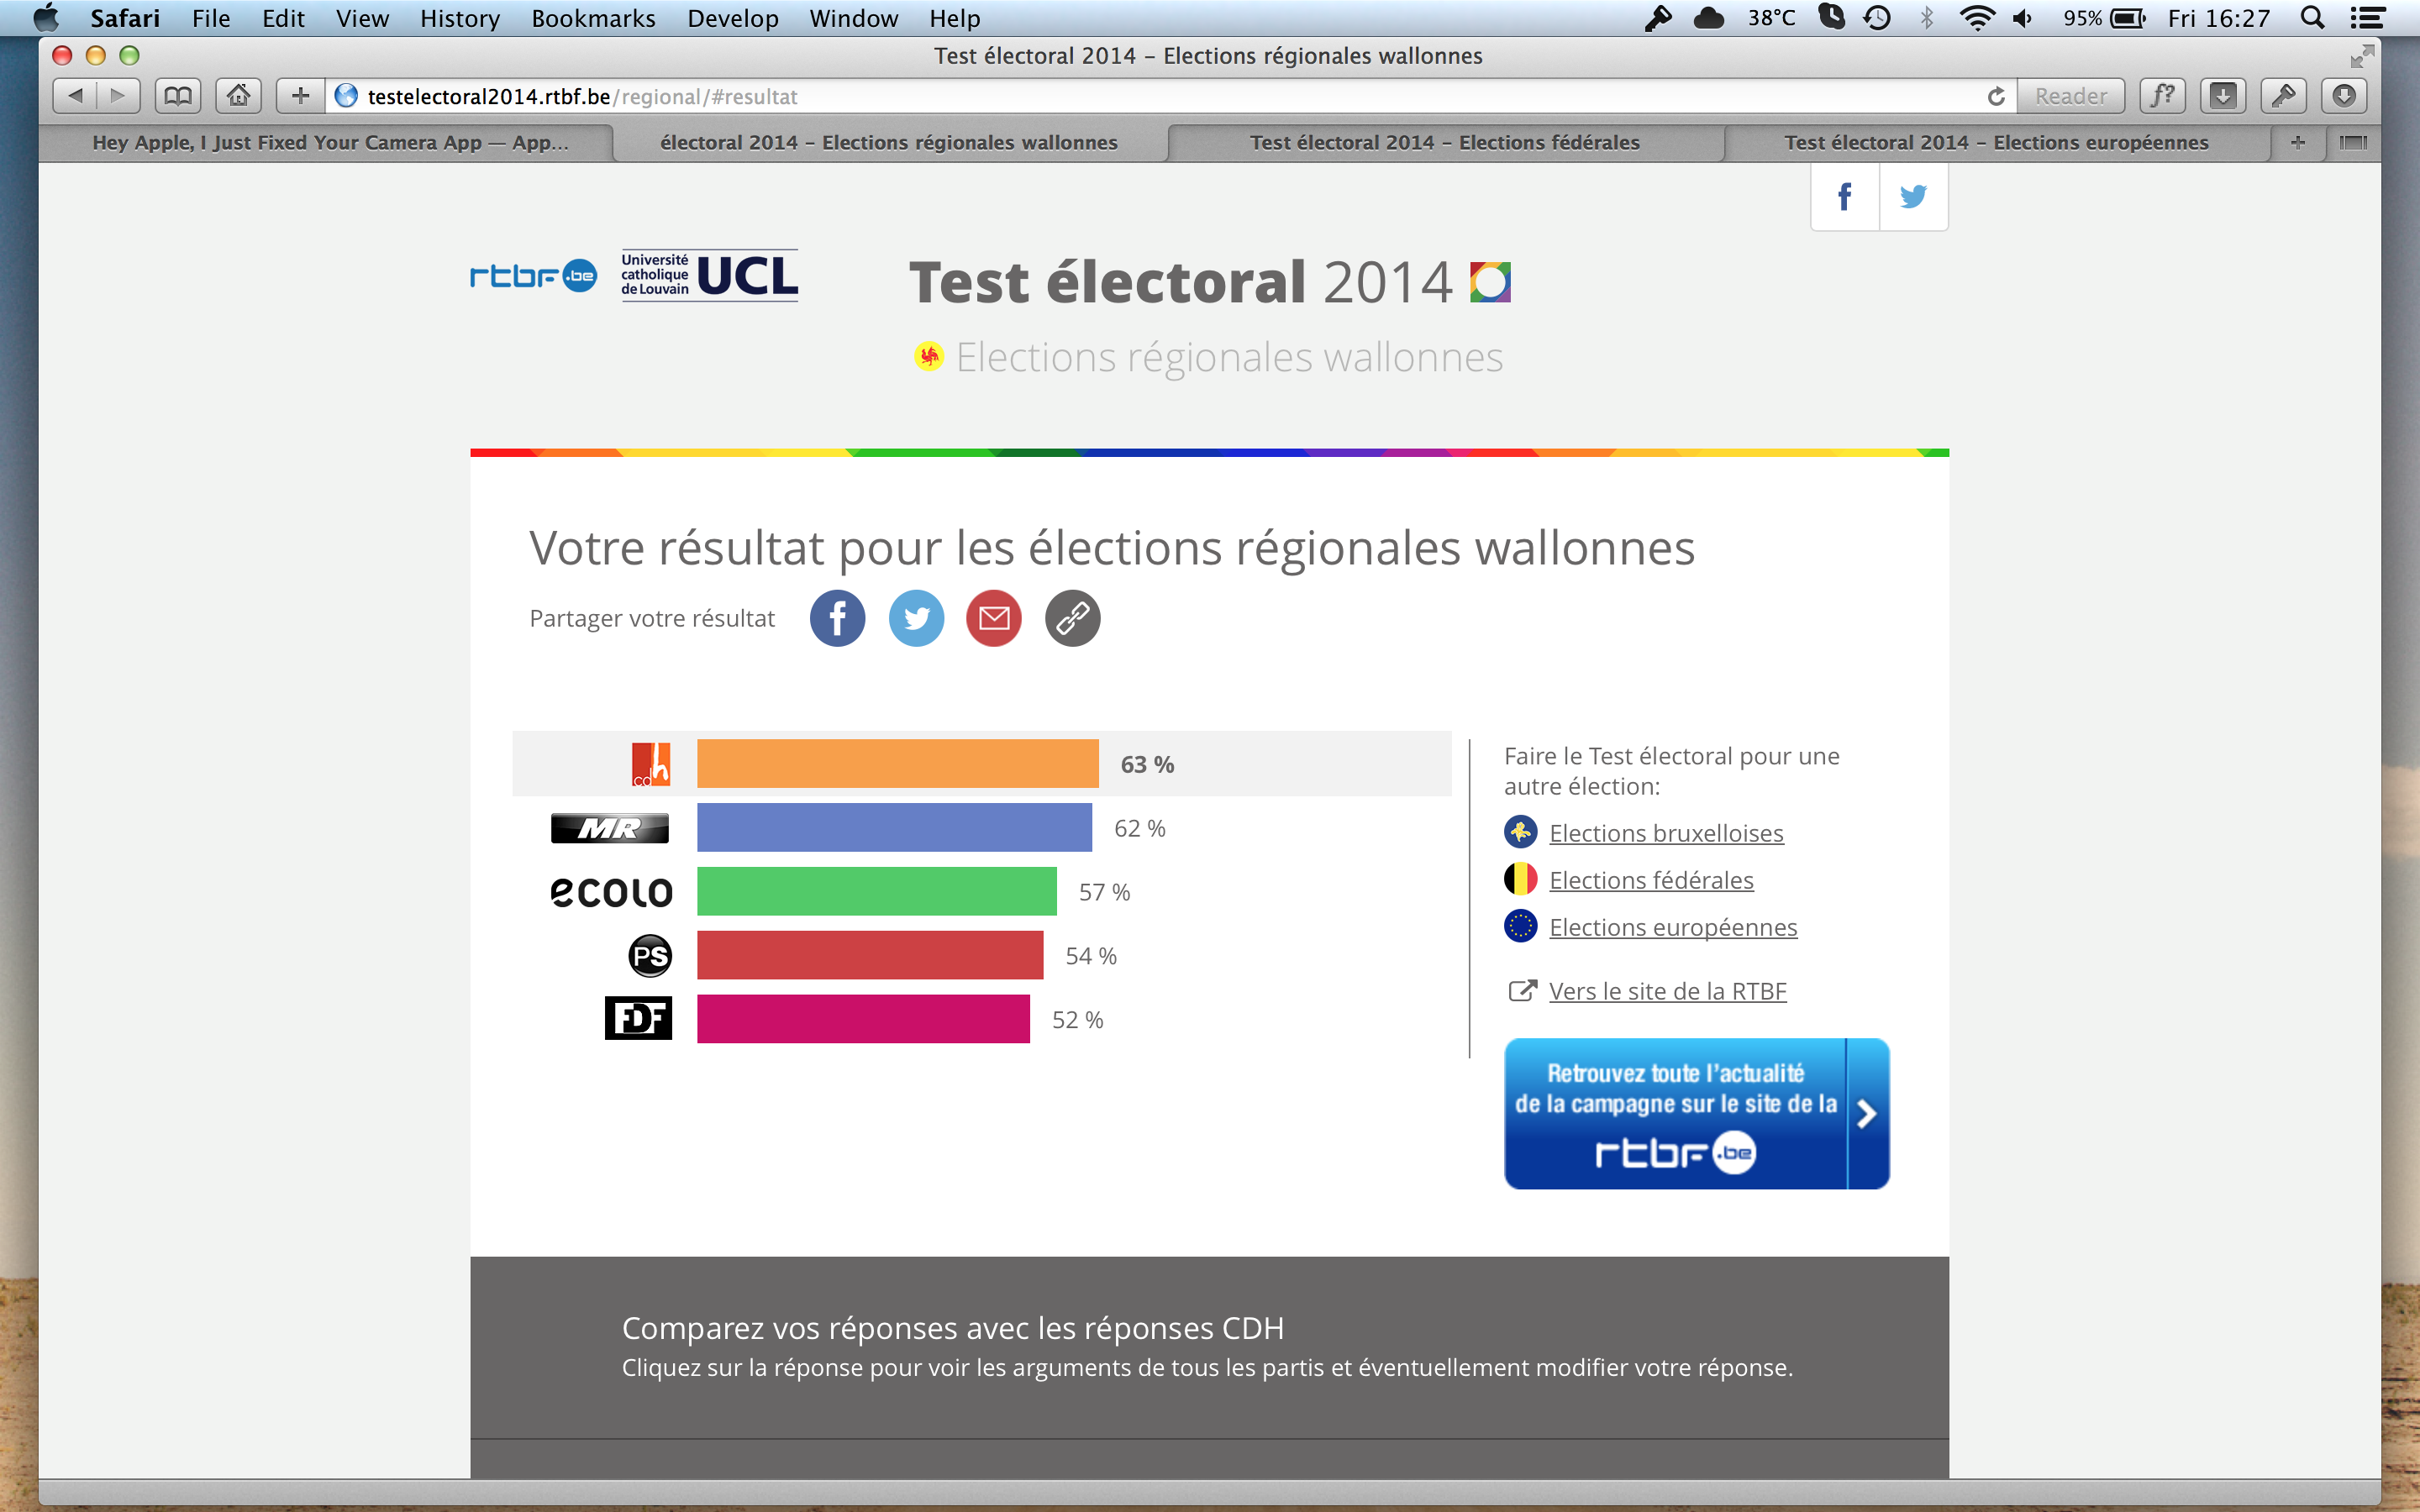 Safari File Edit View History Bookmarks Develop Window Help 38°C 95% Fri 16:27
Test électoral 2014 – Elections régionales wallonnes
testelectoral2014.rtbf.be/regional/#resultat Reader f?
Hey Apple, I Just Fixed Your Camera App — App... électoral 2014 – Elections régionales wallonnes Test électoral 2014 – Elections fédérales Test électoral 2014 – Elections européennes
rtbf.be Université catholique de Louvain UCL
Test électoral 2014
Elections régionales wallonnes
Votre résultat pour les élections régionales wallonnes
Partager votre résultat
cdh 63 %
MR 62 %
ecolo 57 %
PS 54 %
FDF 52 %
Faire le Test électoral pour une
autre élection:
Elections bruxelloises
Elections fédérales
Elections européennes
Vers le site de la RTBF
Retrouvez toute l'actualité
de la campagne sur le site de la
rtbf.be
Comparez vos réponses avec les réponses CDH
Cliquez sur la réponse pour voir les arguments de tous les partis et éventuellement modifier votre réponse.